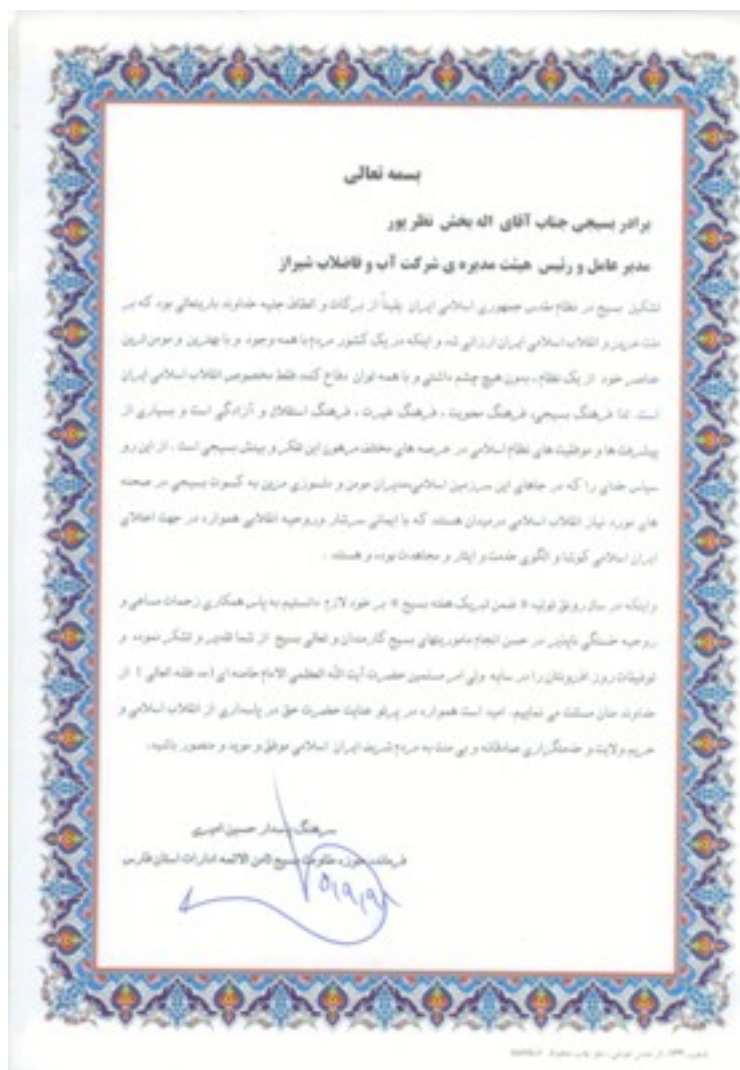 بسمه تعالی
برادر بسیجی جناب آقای اله بخش نظر پور
مدیر عامل و رئیس هیئت مدیره ی شرکت آب و فاضلاب شیراز
تشکیل بسیج در نظام مقدس جمهوری اسلامی ایران یقیناً از برکات و الطاف جلیه خداوند باریتعالی بود که بر
ملت عزیز و انقلاب اسلامی ایران ارزانی شد و اینکه در یک کشور مردم با همه وجود و با بهترین و مومن ترین
عناصر خود از یک نظام ، بدون هیچ چشم داشتی و با همه توان دفاع کنند فقط مخصوص انقلاب اسلامی ایران
است. لذا فرهنگ بسیجی، فرهنگ معنویت ، فرهنگ غیرت ، فرهنگ استقلال و آزادگی است و بسیاری از
پیشرفت ها و موفقیت های نظام اسلامی در عرصه های مختلف مرهون این تفکر و بینش بسیجی است ، از این رو
سپاس خدای را که در جاهای این سرزمین اسلامی،مدیران مومن و دلسوزی مزین به کسوت بسیجی در صحنه
های مورد نیاز انقلاب اسلامی درمیدان هستند که با ایمانی سرشار وروحیه انقلابی همواره در جهت اعتلای
ایران اسلامی کوشا و الگوی خدمت و ایثار و مجاهدت بوده و هستند .
واینکه در سال رونق تولید « ضمن تبریک هفته بسیج » بر خود لازم دانستیم به پاس همکاری زحمات مساعی و
روحیه خستگی ناپذیر در حسن انجام ماموریتهای بسیج کارمندان و تعالی بسیج از شما تقدیر و تشکر نموده و
توفیقات روز افزونتان را در سایه ولی امر مسلمین حضرت آیت الله العظمی الامام خامنه ای (مد ظله العالی ) از
خداوند منان مسئلت می نماییم. امید است همواره در پرتو عنایت حضرت حق در پاسداری از انقلاب اسلامی و
حریم ولایت و خدمتگزاری صادقانه و بی منت به مردم شریف ایران اسلامی موفق و موید و منصور باشید.
سرهنگ پاسدار حسین امیری
فرمانده حوزه مقاومت بسیج ثامن الائمه ادارات استان فارس